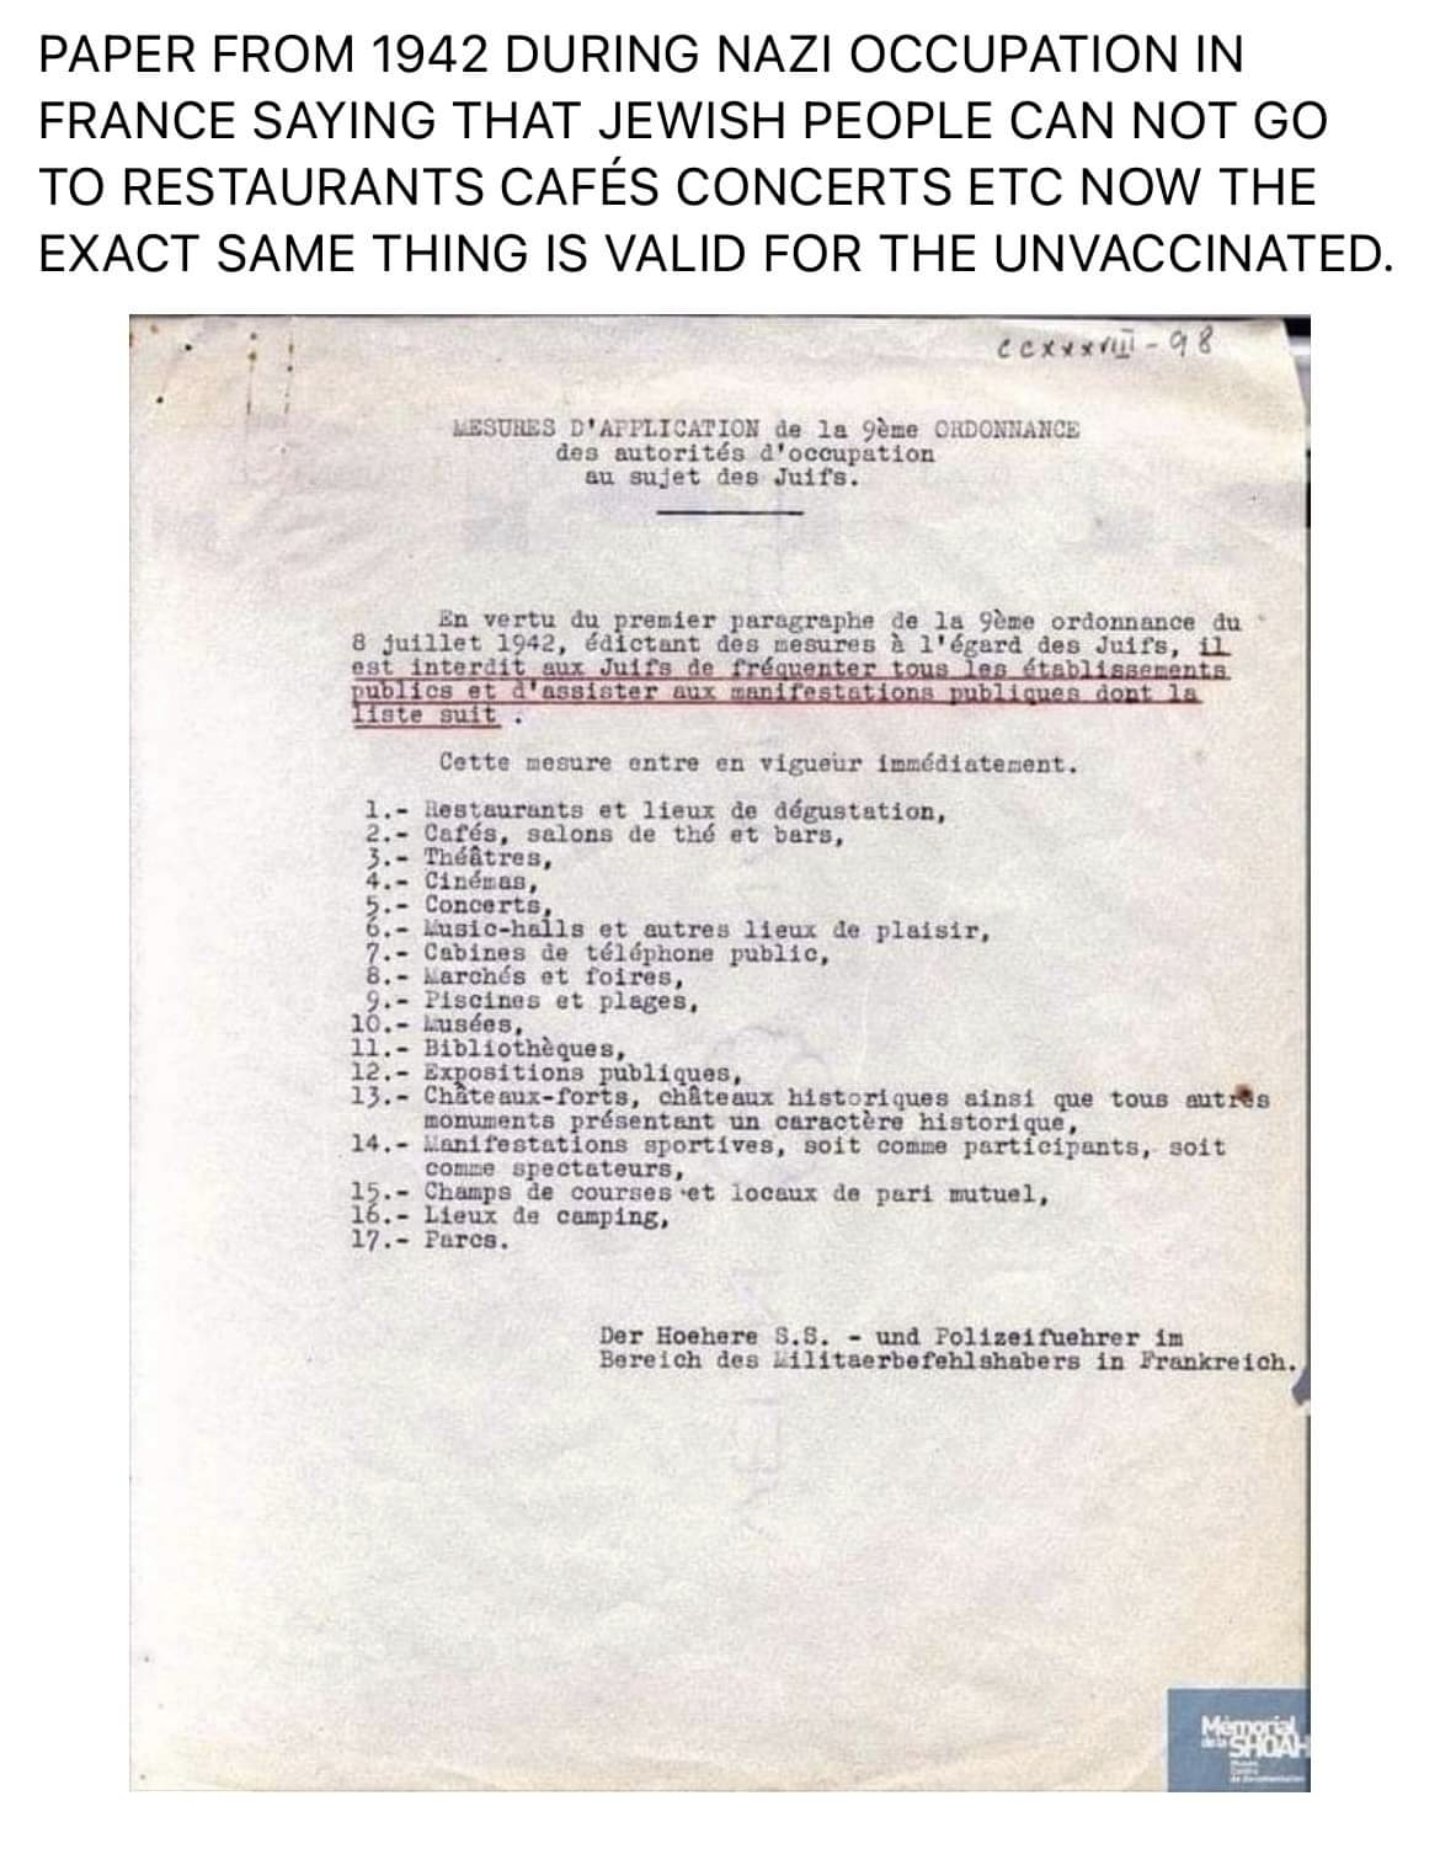 PAPER FROM 1942 DURING NAZI OCCUPATION IN
FRANCE SAYING THAT JEWISH PEOPLE CAN NOT GO
TO RESTAURANTS CAFÉS CONCERTS ETC NOW THE
EXACT SAME THING IS VALID FOR THE UNVACCINATED.
CCXXXVIII - 98
MESURES D'APPLICATION de la 9ème ORDONNANCE
des autorités d'occupation
au sujet des Juifs.
En vertu du premier paragraphe de la 9ème ordonnance du
8 juillet 1942, édictant des mesures à l'égard des Juifs, il
est interdit aux Juifs de fréquenter tous les établissements
publics et d'assister aux manifestations publiques dont la
liste suit .
Cette mesure entre en vigueur immédiatement.
1.- Restaurants et lieux de dégustation,
2.- Cafés, salons de thé et bars,
3.- Théâtres,
4.- Cinémas,
5.- Concerts,
6.- Music-halls et autres lieux de plaisir,
7.- Cabines de téléphone public,
8.- Marchés et foires,
9.- Piscines et plages,
10.- Musées,
11.- Bibliothèques,
12.- Expositions publiques,
13.- Châteaux-forts, châteaux historiques ainsi que tous autres
monuments présentant un caractère historique,
14.- Manifestations sportives, soit comme participants, soit
comme spectateurs,
15.- Champs de courses et locaux de pari mutuel,
16.- Lieux de camping,
17.- Parcs.
Der Hoehere S.S. - und Polizeifuehrer im
Bereich des Militaerbefehlshabers in Frankreich.
Mémorial
de la SHOAH